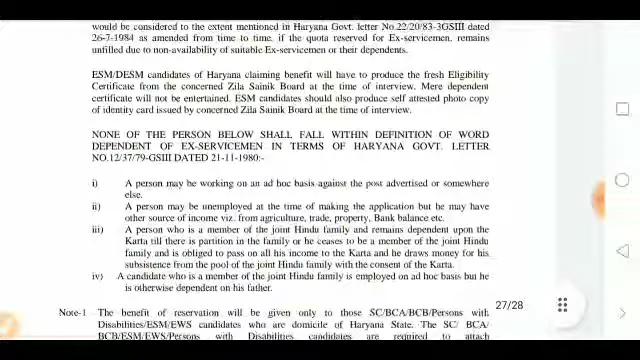 would be considered to the extent mentioned in Haryana Govt. letter No.22/20/83-3GSIII dated
26-7-1984 as amended from time to time, if the quota reserved for Ex-servicemen, remains
unfilled due to non-availability of suitable Ex-servicemen or their dependents.
ESM/DESM candidates of Haryana claiming benefit will have to produce the fresh Eligibility
Certificate from the concerned Zila Sainik Board at the time of interview. Mere dependent
certificate will not be entertained. ESM candidates should also produce self attested photo copy
of identity card issued by concerned Zila Sainik Board at the time of interview.
NONE OF THE PERSON BELOW SHALL FALL WITHIN DEFINITION OF WORD
DEPENDENT OF EX-SERVICEMEN IN TERMS OF HARYANA GOVT. LETTER
NO.12/37/79-GSIII DATED 21-11-1980:-
i) A person may be working on an ad hoc basis against the post advertised or somewhere
else.
ii) A person may be unemployed at the time of making the application but he may have
other source of income viz. from agriculture, trade, property, Bank balance etc.
iii) A person who is a member of the joint Hindu family and remains dependent upon the
Karta till there is partition in the family or he ceases to be a member of the joint Hindu
family and is obliged to pass on all his income to the Karta and he draws money for his
subsistence from the pool of the joint Hindu family with the consent of the Karta.
iv) A candidate who is a member of the joint Hindu family is employed on ad hoc basis but he
is otherwise dependent on his father.
27/28
Note-1 The benefit of reservation will be given only to those SC/BCA/BCB/Persons with
Disabilities/ESM/EWS candidates who are domicile of Haryana State. The SC/ BCA/
BCB/ESM/EWS/Persons with Disabilities candidates are required to attach